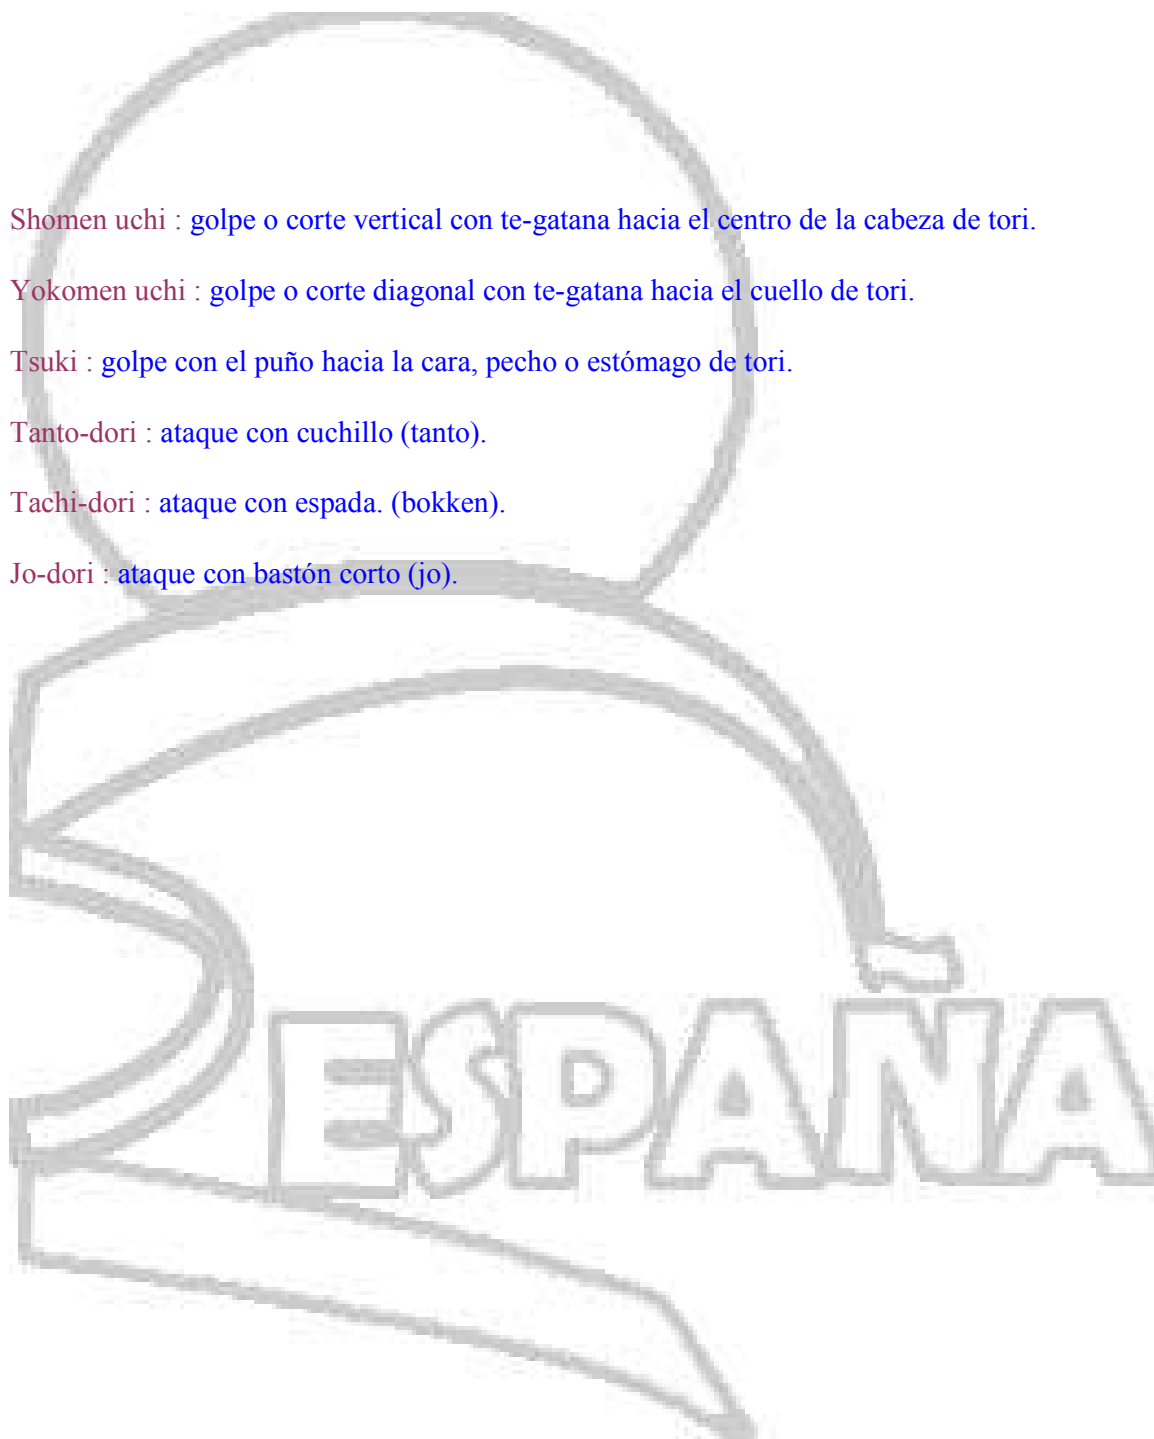 Shomen uchi : golpe o corte vertical con te-gatana hacia el centro de la cabeza de tori.
Yokomen uchi : golpe o corte diagonal con te-gatana hacia el cuello de tori.
Tsuki : golpe con el puño hacia la cara, pecho o estómago de tori.
Tanto-dori : ataque con cuchillo (tanto).
Tachi-dori : ataque con espada. (bokken).
Jo-dori : ataque con bastón corto (jo).
ESPAÑA